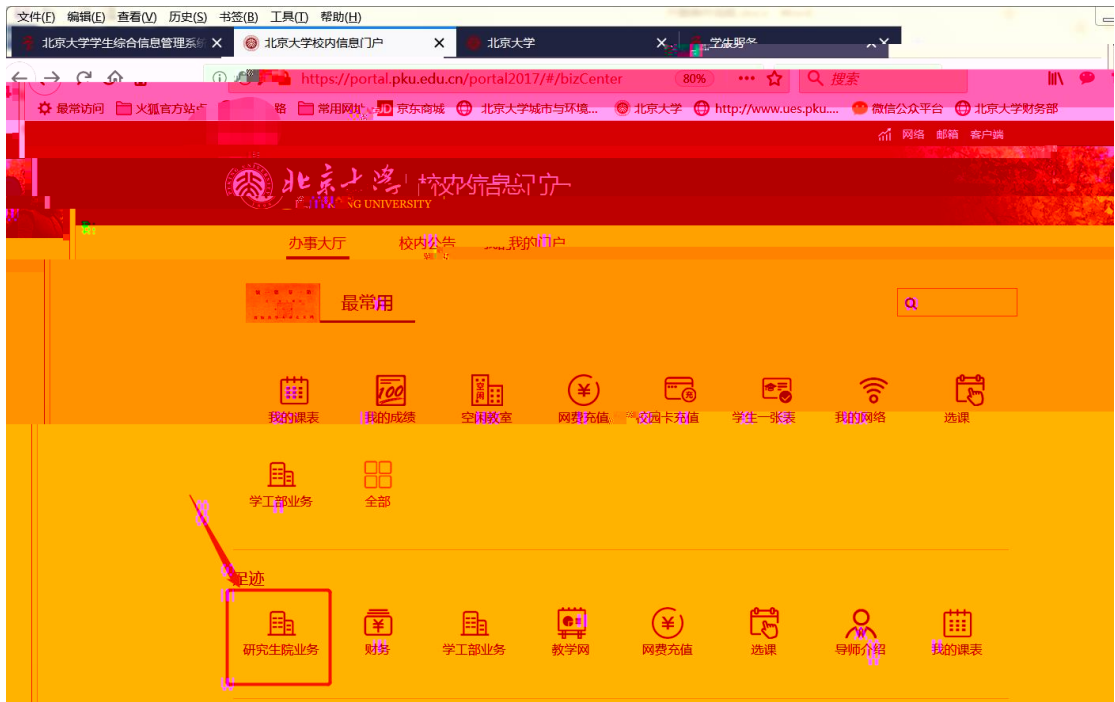 文件(F) 编辑(E) 查看(V) 历史(S) 书签(B) 工具(T) 帮助(H)
北京大学学生综合信息管理系统 北京大学校内信息门户 北京大学
https://portal.pku.edu.cn/portal2017/#/bizCenter 80% 搜索
最常访问 火狐官方站点 常用网址 JD 京东商城 北京大学城市与环境... 北京大学 http://www.ues.pku.... 微信公众平台 北京大学财务部
网络 邮箱 客户端
北京大学 校内信息门户
UNIVERSITY
办事大厅 校内公告 我的门户
最常用
我的课表 我的成绩 空闲教室 网费充值 校园卡充值 学生一张表 我的网络 选课
学工部业务 全部
足迹
研究生院业务 财务 学工部业务 教学网 网费充值 选课 导师介绍 我的课表